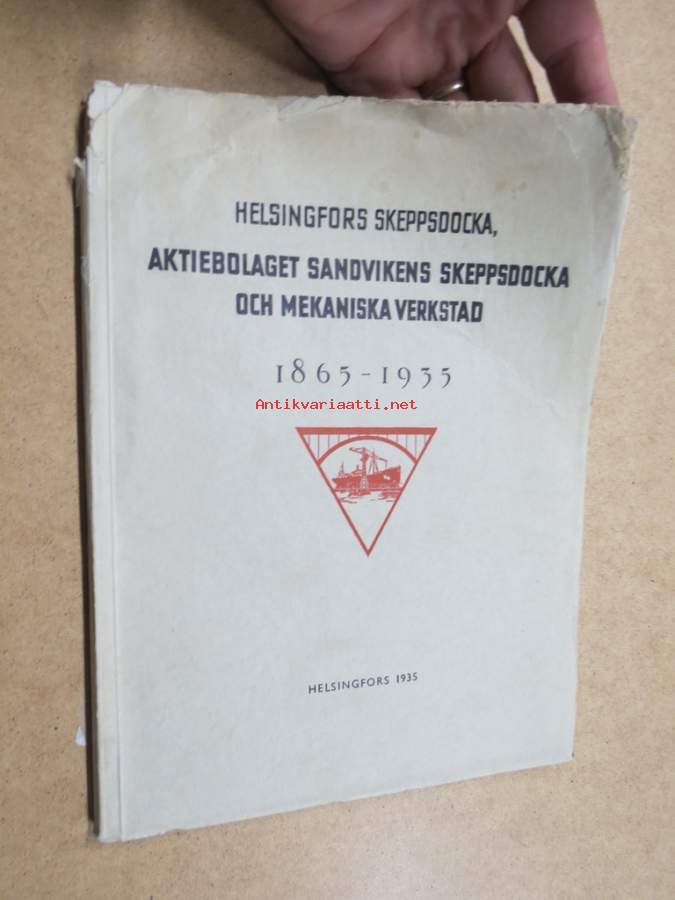 HELSINGFORS SKEPPSDOCKA,
AKTIEBOLAGET SANDVIKENS SKEPPSDOCKA
OCH MEKANISKA VERKSTAD
1865-1935
Antikvariaatti.net
HELSINGFORS 1935